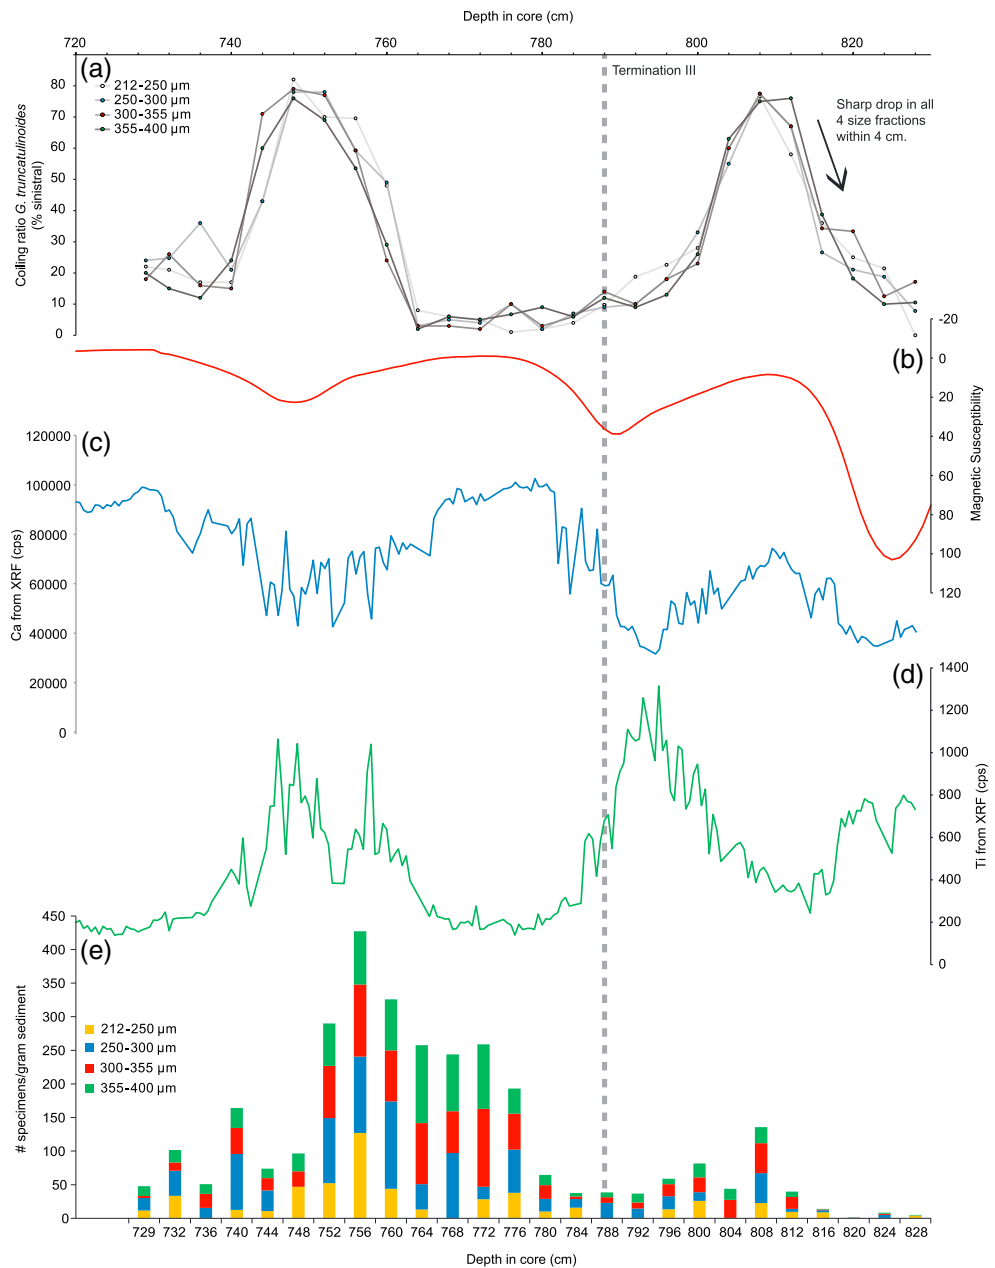 Depth in core (cm)
720 740 760 780 800 820
(a)
Termination III
212-250 µm
250-300 µm
300-355 µm
355-400 µm
Sharp drop in all
4 size fractions
within 4 cm.
Coiling ratio G. truncatulinoides
(% sinistral)
80
70
60
50
40
30
20
10
0
(b)
-20
0
20
40
60
80
100
120
Magnetic Susceptibility
(c)
120000
100000
80000
60000
40000
20000
0
Ca from XRF (cps)
(d)
1400
1200
1000
800
600
400
200
0
Ti from XRF (cps)
(e)
450
400
350
300
250
200
150
100
50
0
# specimens/gram sediment
212-250 µm
250-300 µm
300-355 µm
355-400 µm
729 732 736 740 744 748 752 756 760 764 768 772 776 780 784 788 792 796 800 804 808 812 816 820 824 828
Depth in core (cm)